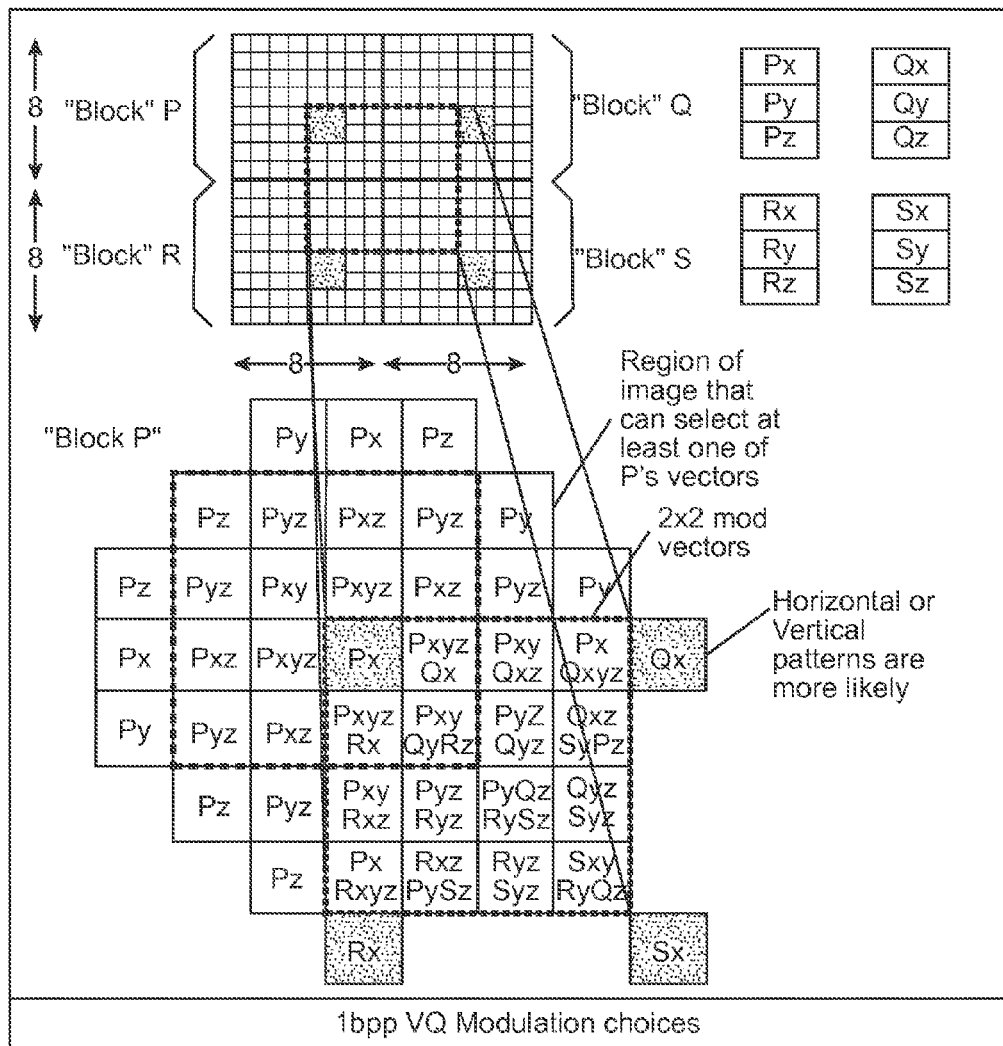 8
"Block" P
"Block" Q
Px
Qx
Py
Qy
Pz
Qz
8
"Block" R
"Block" S
Rx
Sx
Ry
Sy
Rz
Sz
8
8
Region of
image that
can select at
least one of
P's vectors
"Block P"
Py
Px
Pz
2x2 mod
vectors
Pz
Pyz
Pxz
Pyz
Py
Pz
Pyz
Pxy
Pxyz
Pxz
Pyz
Py
Horizontal or
Vertical
patterns are
more likely
Px
Pxz
Pxyz
Px
Pxyz
Qx
Pxy
Qxz
Px
Qxyz
Qx
Py
Pyz
Pxz
Pxyz
Rx
Pxy
QyRz
PyZ
Qyz
Qxz
SyPz
Pz
Pyz
Pxy
Rxz
Pyz
Ryz
PyQz
RySz
Qyz
Syz
Pz
Px
Rxyz
Rxz
PySz
Ryz
Syz
Sxy
RyQz
Rx
Sx
1bpp VQ Modulation choices